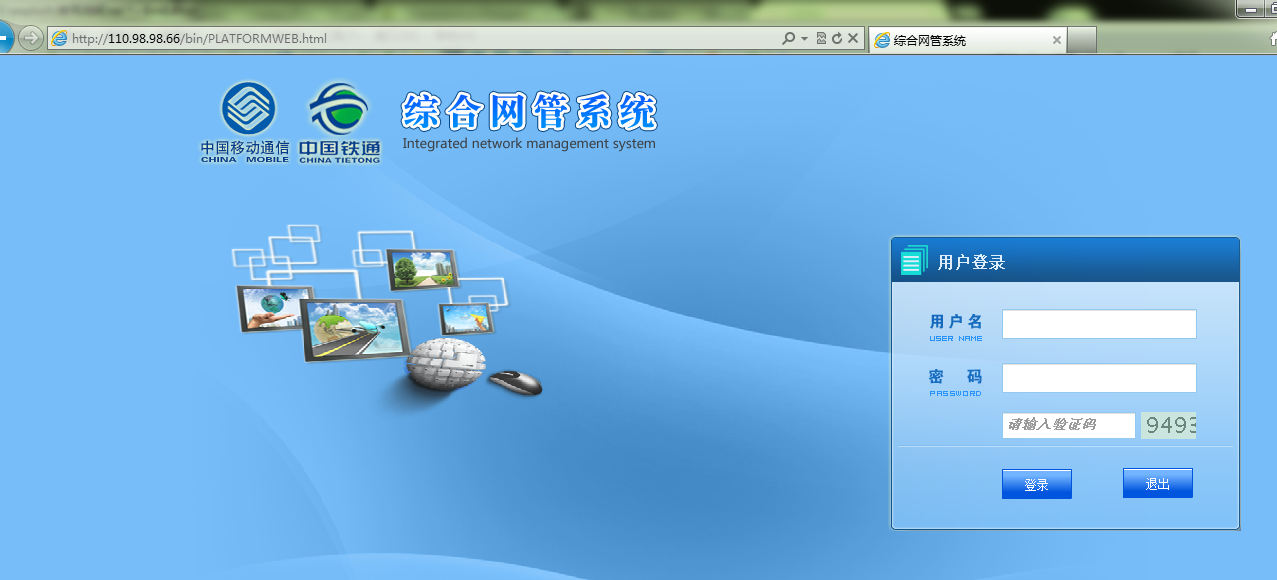 http://110.98.98.66/bin/PLATFORMWEB.html
综合网管系统
中国移动通信
CHINA MOBILE
中国铁通
CHINA TIETONG
综合网管系统
Integrated network management system
用户登录
用户名
USER NAME
密 码
PASSWORD
请输入验证码
9493
登录
退出